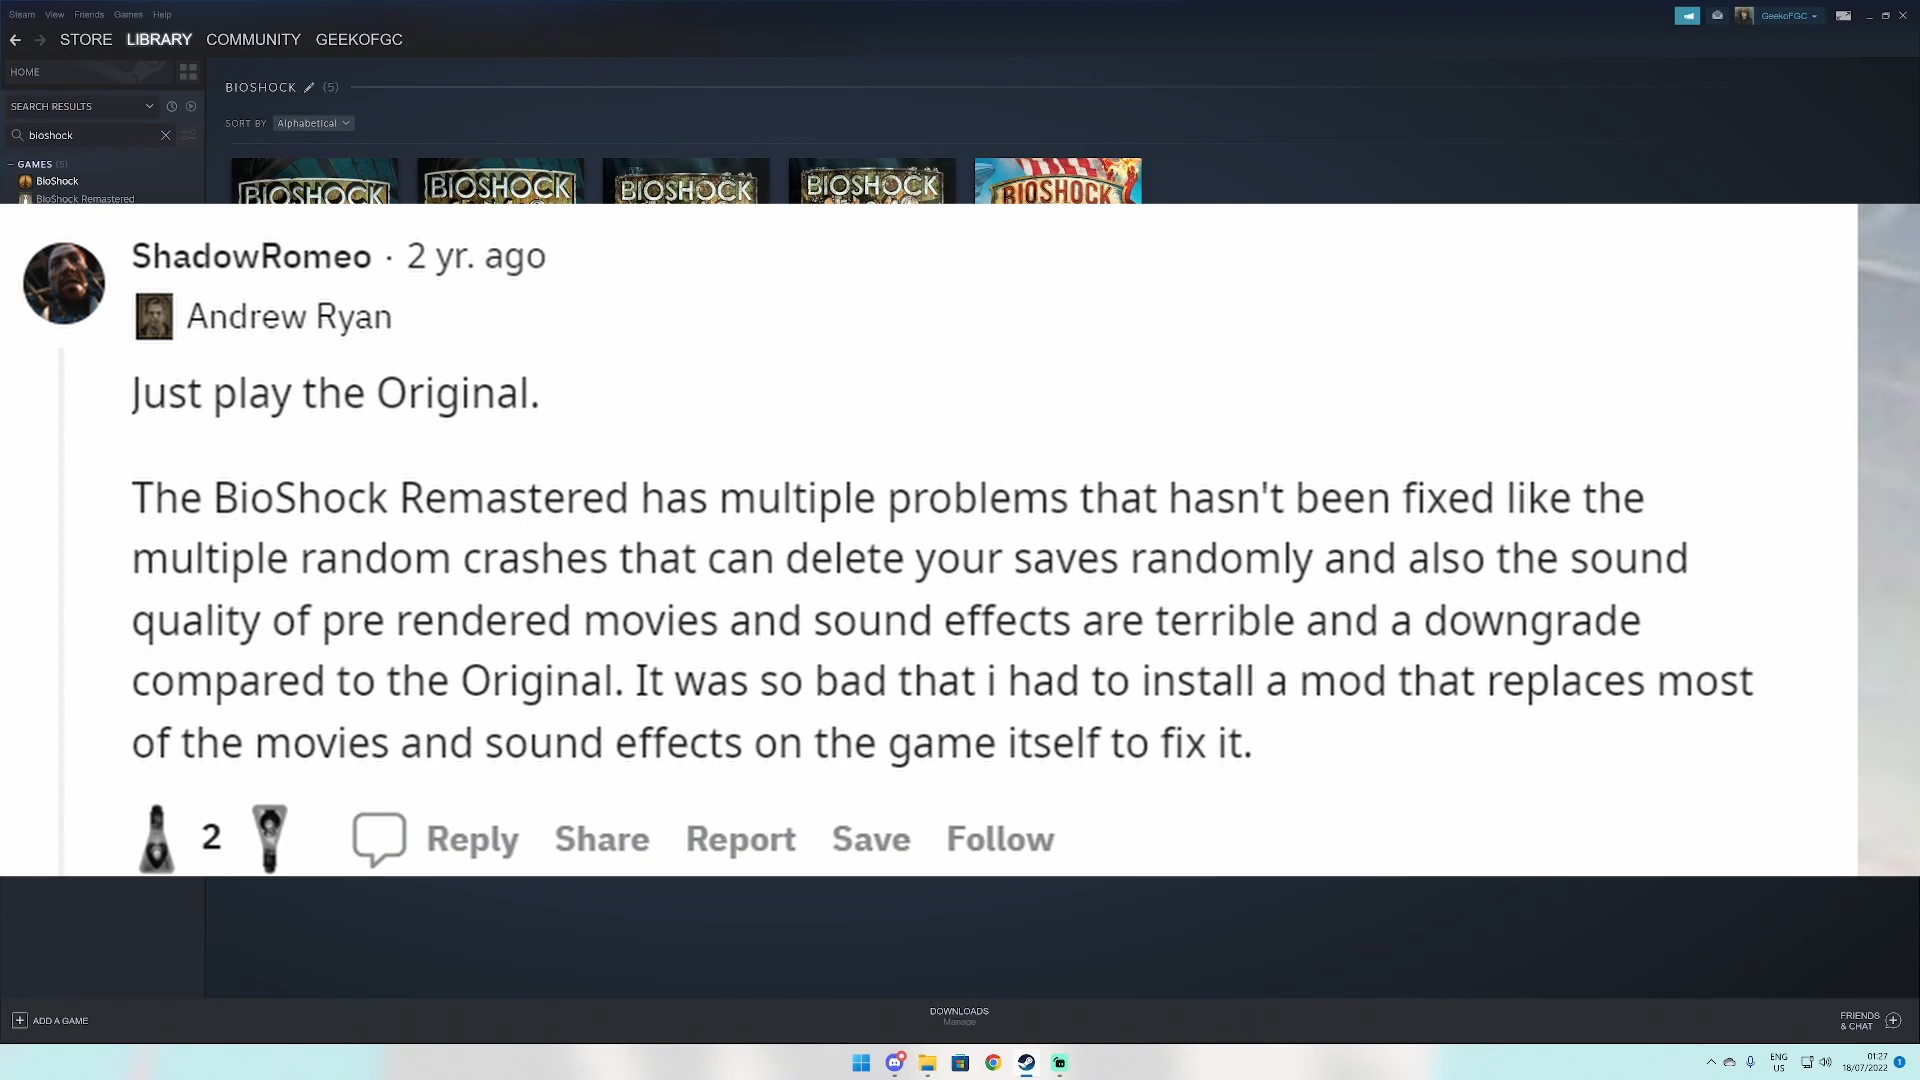 Steam View Friends Games Help
GeekoFGC
STORE LIBRARY COMMUNITY GEEKOFGC
HOME
BIOSHOCK (5)
SEARCH RESULTS
SORT BY Alphabetical
bioshock
GAMES (5)
BioShock
BioShock Remastered
BIOSHOCK BIOSHOCK BIOSHOCK BIOSHOCK BIOSHOCK
ShadowRomeo · 2 yr. ago
Andrew Ryan
Just play the Original.
The BioShock Remastered has multiple problems that hasn't been fixed like the
multiple random crashes that can delete your saves randomly and also the sound
quality of pre rendered movies and sound effects are terrible and a downgrade
compared to the Original. It was so bad that i had to install a mod that replaces most
of the movies and sound effects on the game itself to fix it.
2 Reply Share Report Save Follow
ADD A GAME
DOWNLOADS
Manage
FRIENDS
& CHAT
ENG
US
01:27
18/07/2022
1